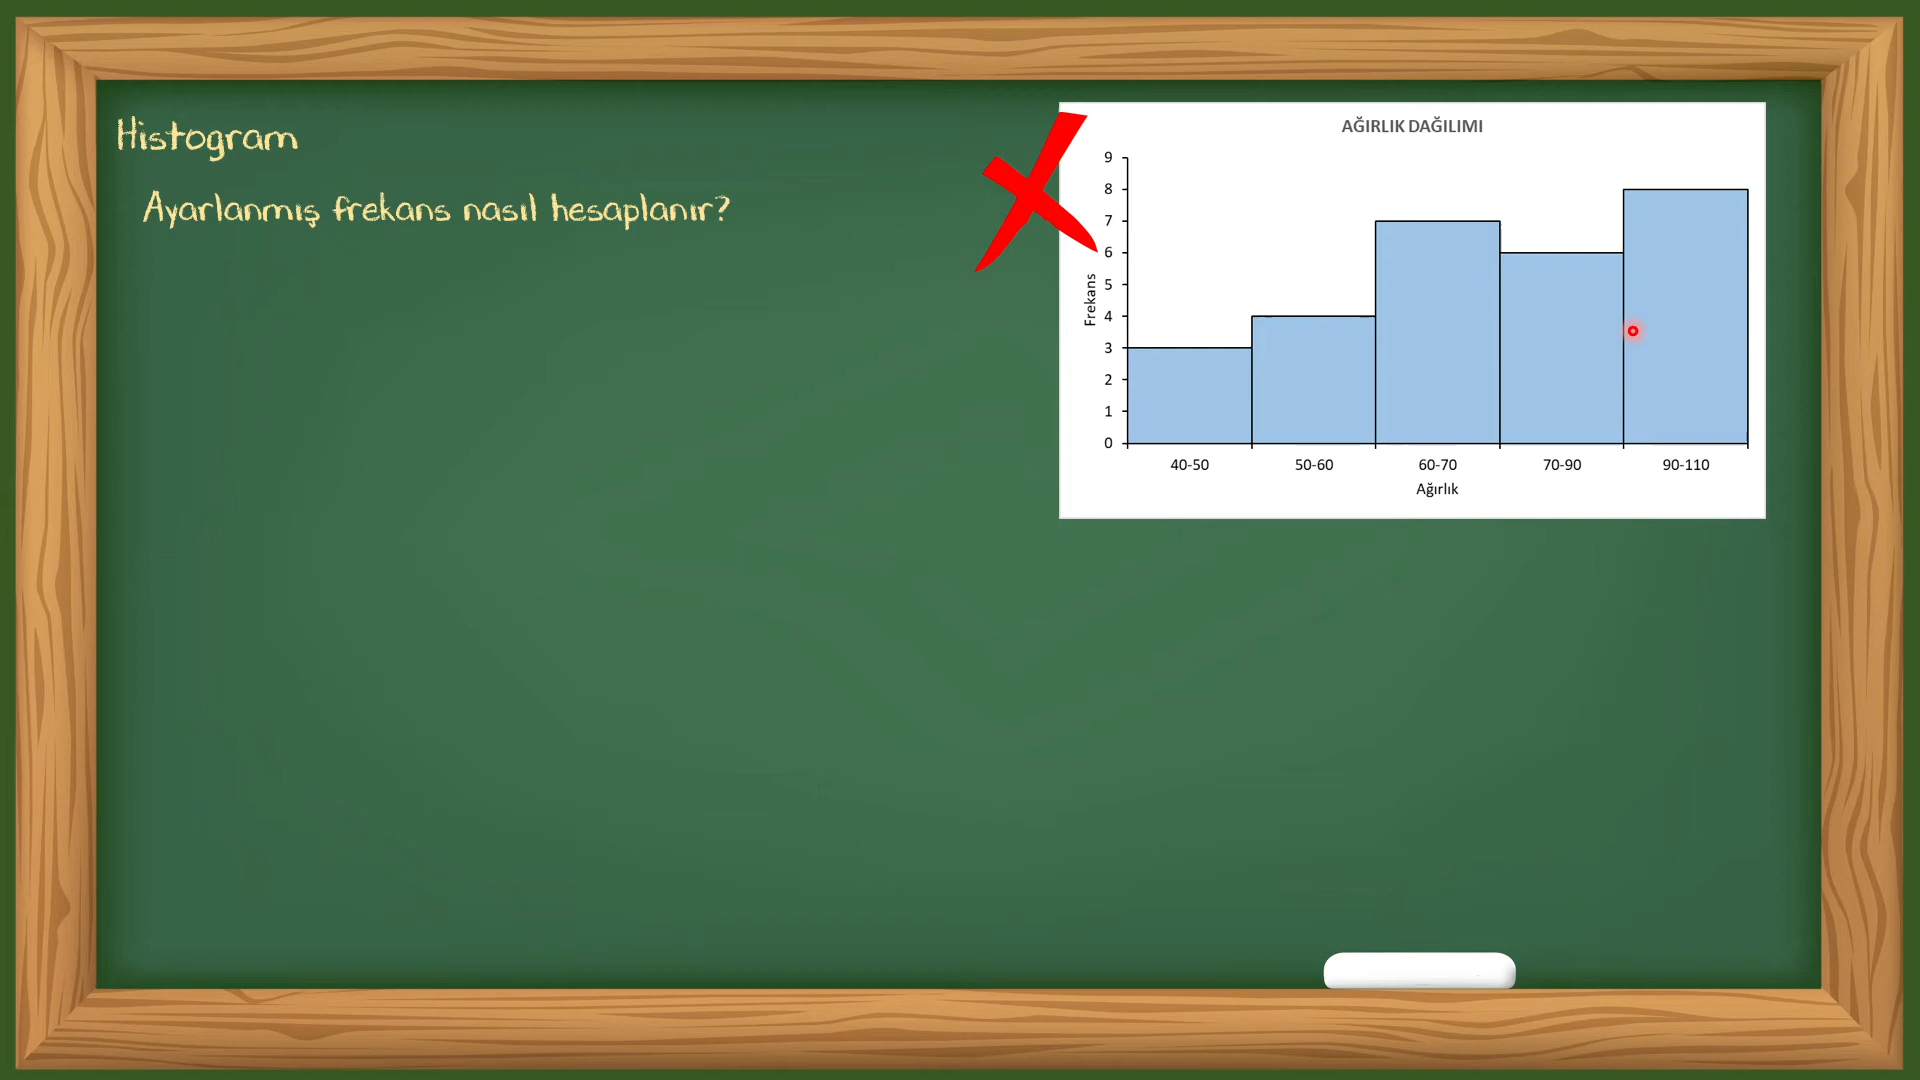 Histogram
Ayarlanmış frekans nasıl hesaplanır?
AĞIRLIK DAĞILIMI
9
8
7
6
5
4
3
2
1
0
Frekans
40-50 50-60 60-70 70-90 90-110
Ağırlık